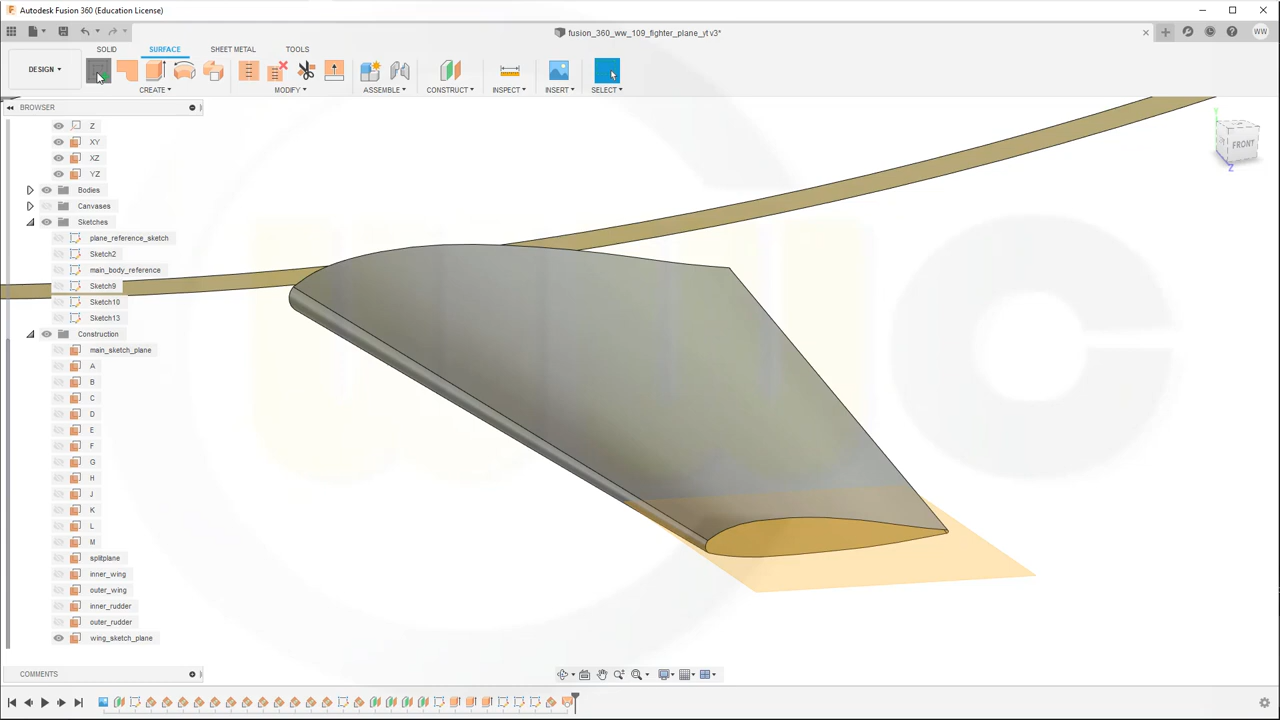 Autodesk Fusion 360 (Education License)
fusion_360_ww_109_fighter_plane_yt v3*
WW
DESIGN
SOLID SURFACE SHEET METAL TOOLS
CREATE MODIFY ASSEMBLE CONSTRUCT INSPECT INSERT SELECT
BROWSER
Z
XY
XZ
YZ
Bodies
Canvases
Sketches
plane_reference_sketch
Sketch2
main_body_reference
Sketch9
Sketch10
Sketch13
Construction
main_sketch_plane
A
B
C
D
E
F
G
H
J
K
L
M
splitplane
inner_wing
outer_wing
inner_rudder
outer_rudder
wing_sketch_plane
FRONT
Z
COMMENTS